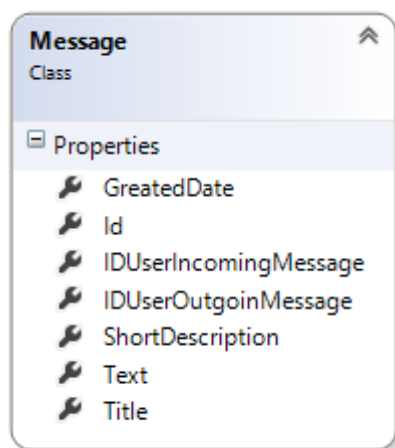 Message
Class
Properties
GreatedDate
Id
IDUserIncomingMessage
IDUserOutgoinMessage
ShortDescription
Text
Title